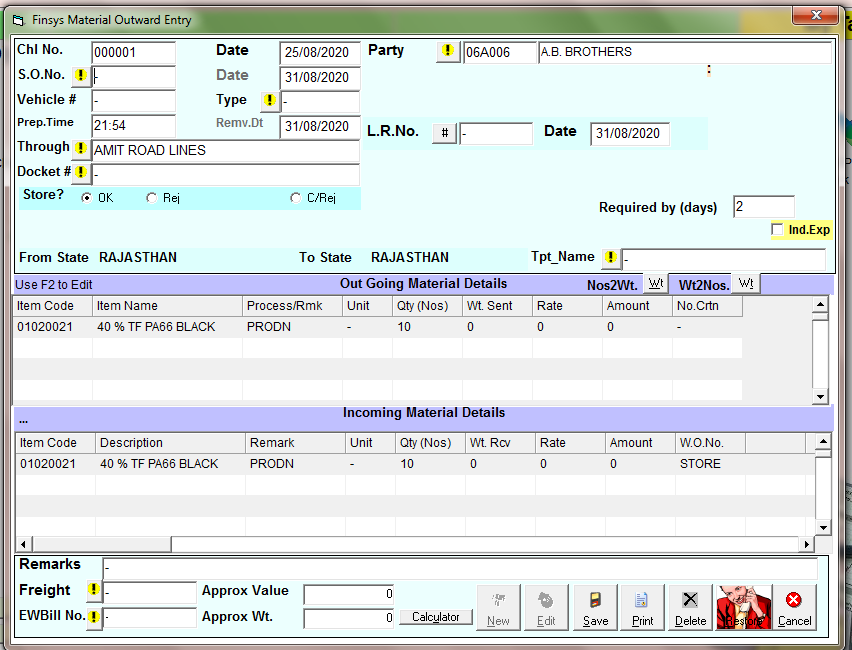 Finsys Material Outward Entry
Chl No. 000001 Date 25/08/2020 Party ! 06A006 A.B. BROTHERS
S.O.No. ! - Date 31/08/2020
Vehicle # - Type ! -
Prep.Time 21:54 Remv.Dt 31/08/2020 L.R.No. # - Date 31/08/2020
Through ! AMIT ROAD LINES
Docket # ! -
Store? OK Rej C/Rej
Required by (days) 2
Ind.Exp
From State RAJASTHAN To State RAJASTHAN Tpt_Name ! -
Use F2 to Edit Out Going Material Details Nos2Wt. Wt Wt2Nos. Wt
Item Code Item Name Process/Rmk Unit Qty (Nos) Wt. Sent Rate Amount No.Crtn
01020021 40 % TF PA66 BLACK PRODN - 10 0 0 0 -
... Incoming Material Details
Item Code Description Remark Unit Qty (Nos) Wt. Rcv Rate Amount W.O.No.
01020021 40 % TF PA66 BLACK PRODN - 10 0 0 0 STORE
Remarks -
Freight ! - Approx Value 0
EWBill No. ! - Approx Wt. 0 Calculator
New Edit Save Print Delete Restore Cancel